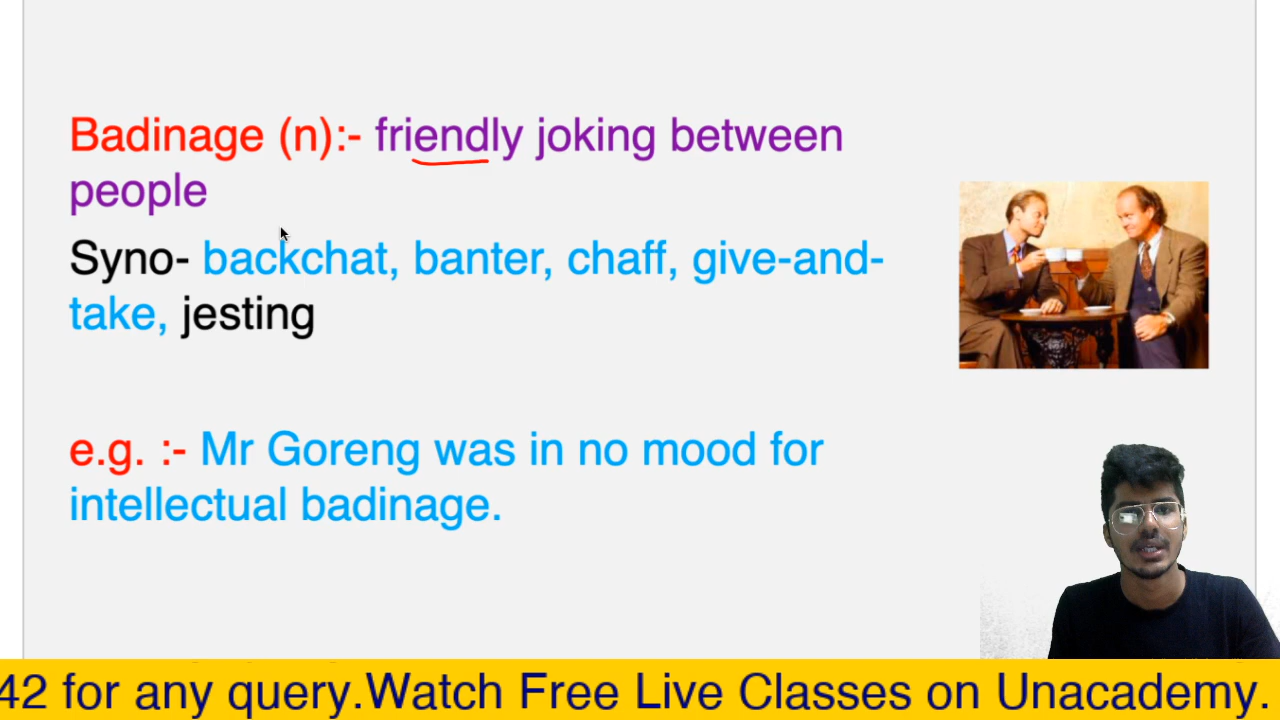 Badinage (n):- friendly joking between
people
Syno- backchat, banter, chaff, give-and-
take, jesting
e.g. :- Mr Goreng was in no mood for
intellectual badinage.
42 for any query.Watch Free Live Classes on Unacademy.